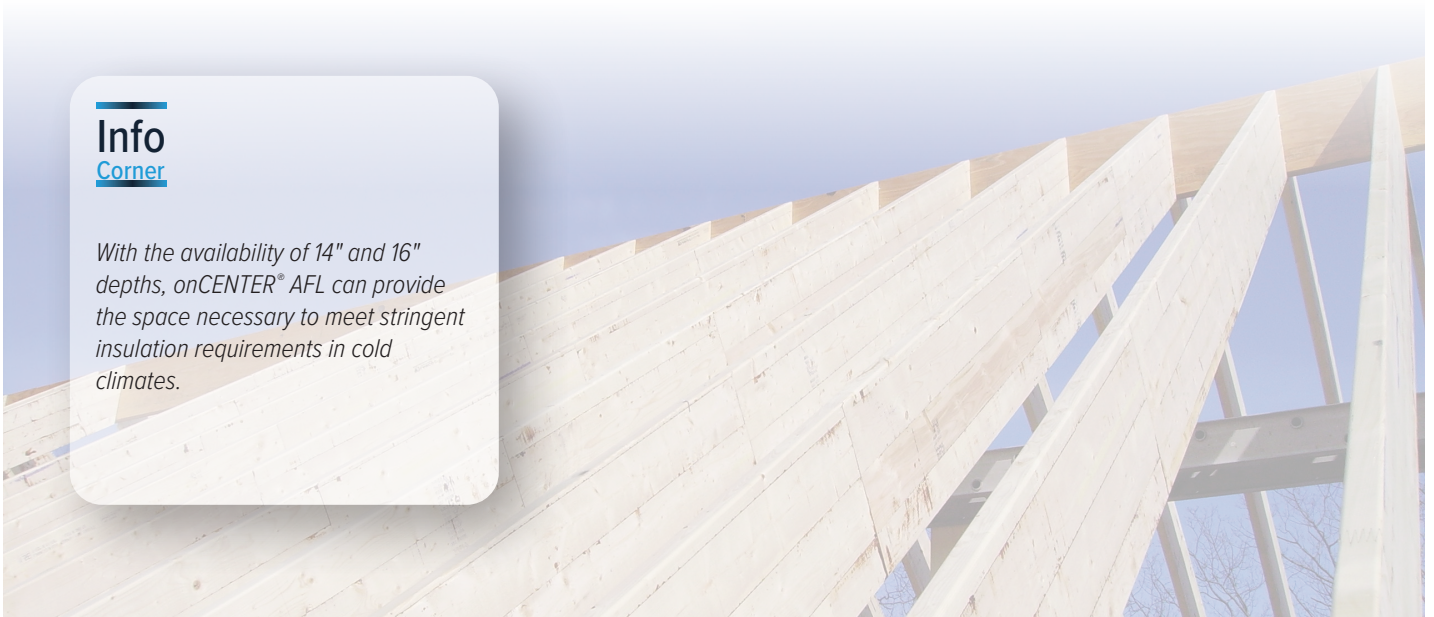 Info
Corner
With the availability of 14" and 16"
depths, onCENTER® AFL can provide
the space necessary to meet stringent
insulation requirements in cold
climates.